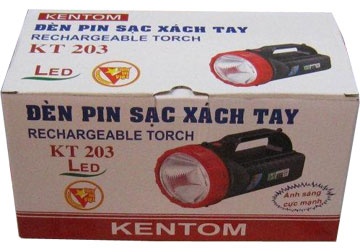 KENTOM
ĐÈN PIN SẠC XÁCH TAY
RECHARGEABLE TORCH
KT 203
LED
ĐÈN PIN SẠC XÁCH TAY
RECHARGEABLE TORCH
KT 203
LED
Ánh sáng
cực mạnh
KENTOM